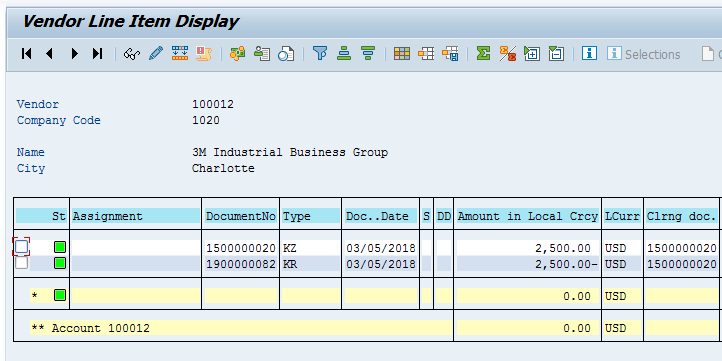 Vendor Line Item Display
Selections
Vendor 100012
Company Code 1020
Name 3M Industrial Business Group
City Charlotte
St Assignment DocumentNo Type Doc..Date S DD Amount in Local Crcy LCurr Clrng doc.
1500000020 KZ 03/05/2018 2,500.00 USD 1500000020
1900000082 KR 03/05/2018 2,500.00- USD 1500000020
* 0.00 USD
** Account 100012 0.00 USD